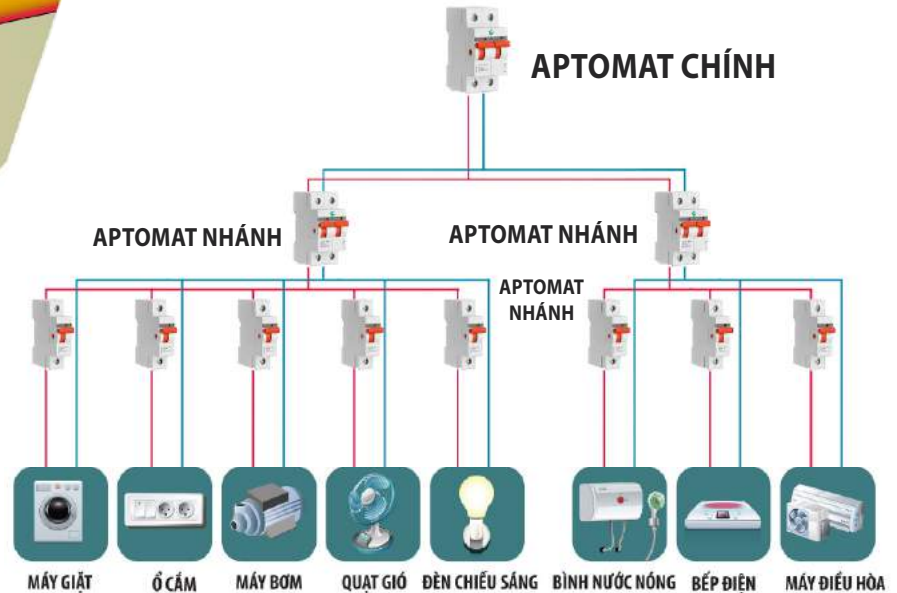 APTOMAT CHÍNH
APTOMAT NHÁNH
APTOMAT NHÁNH
APTOMAT
NHÁNH
MÁY GIẶT
Ổ CẮM
MÁY BƠM
QUẠT GIÓ
ĐÈN CHIẾU SÁNG
BÌNH NƯỚC NÓNG
BẾP ĐIỆN
MÁY ĐIỀU HÒA